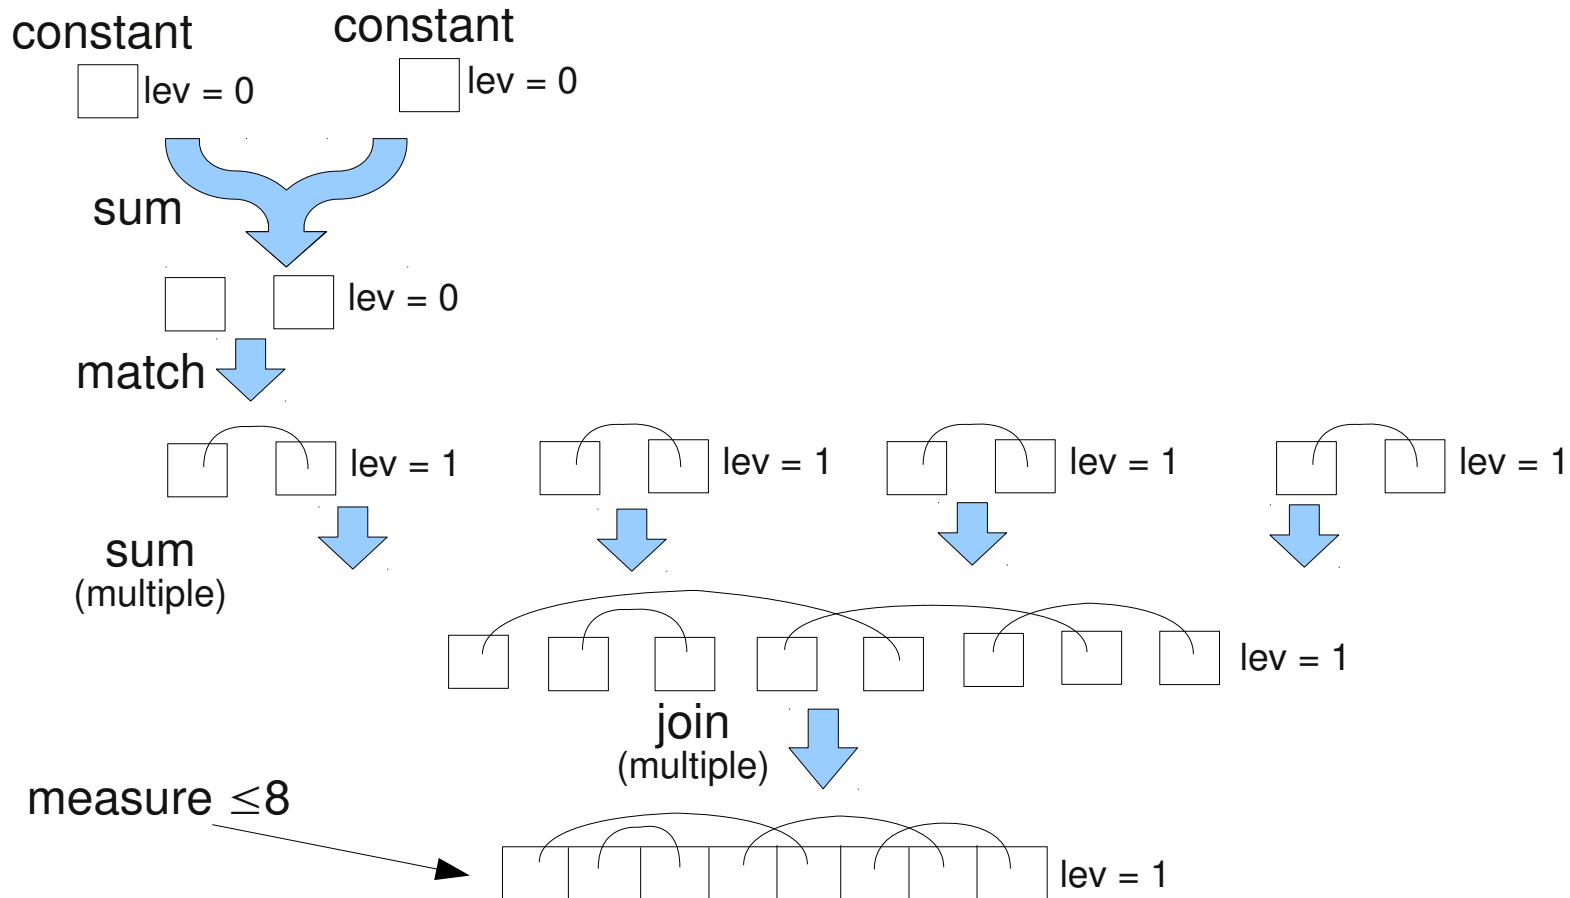 constant
constant
lev = 0
lev = 0
sum
lev = 0
match
lev = 1
lev = 1
lev = 1
lev = 1
sum
(multiple)
lev = 1
join
(multiple)
measure ≤8
lev = 1